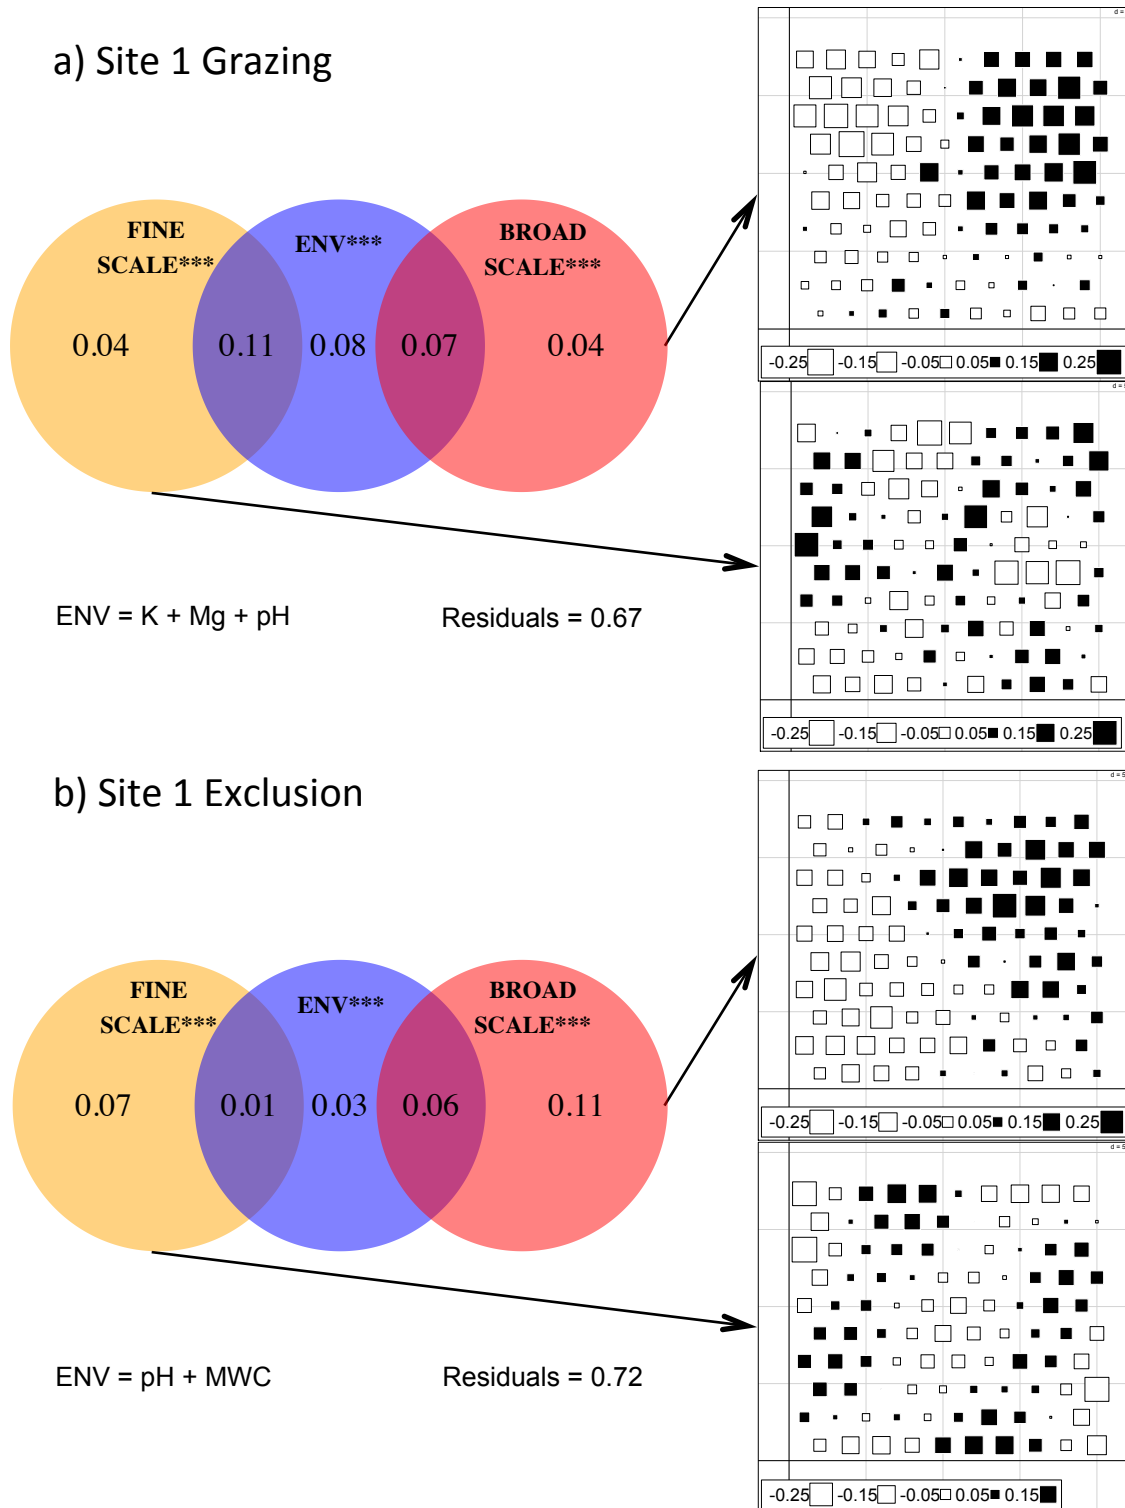 a) Site 1 Grazing
FINE
SCALE***
ENV***
BROAD
SCALE***
0.04
0.11
0.08
0.07
0.04
ENV = K + Mg + pH
Residuals = 0.67
-0.25 -0.15 -0.05 0.05 0.15 0.25
-0.25 -0.15 -0.05 0.05 0.15 0.25
b) Site 1 Exclusion
FINE
SCALE***
ENV***
BROAD
SCALE***
0.07
0.01
0.03
0.06
0.11
ENV = pH + MWC
Residuals = 0.72
d = 5
-0.25 -0.15 -0.05 0.05 0.15 0.25
d = 5
-0.25 -0.15 -0.05 0.05 0.15